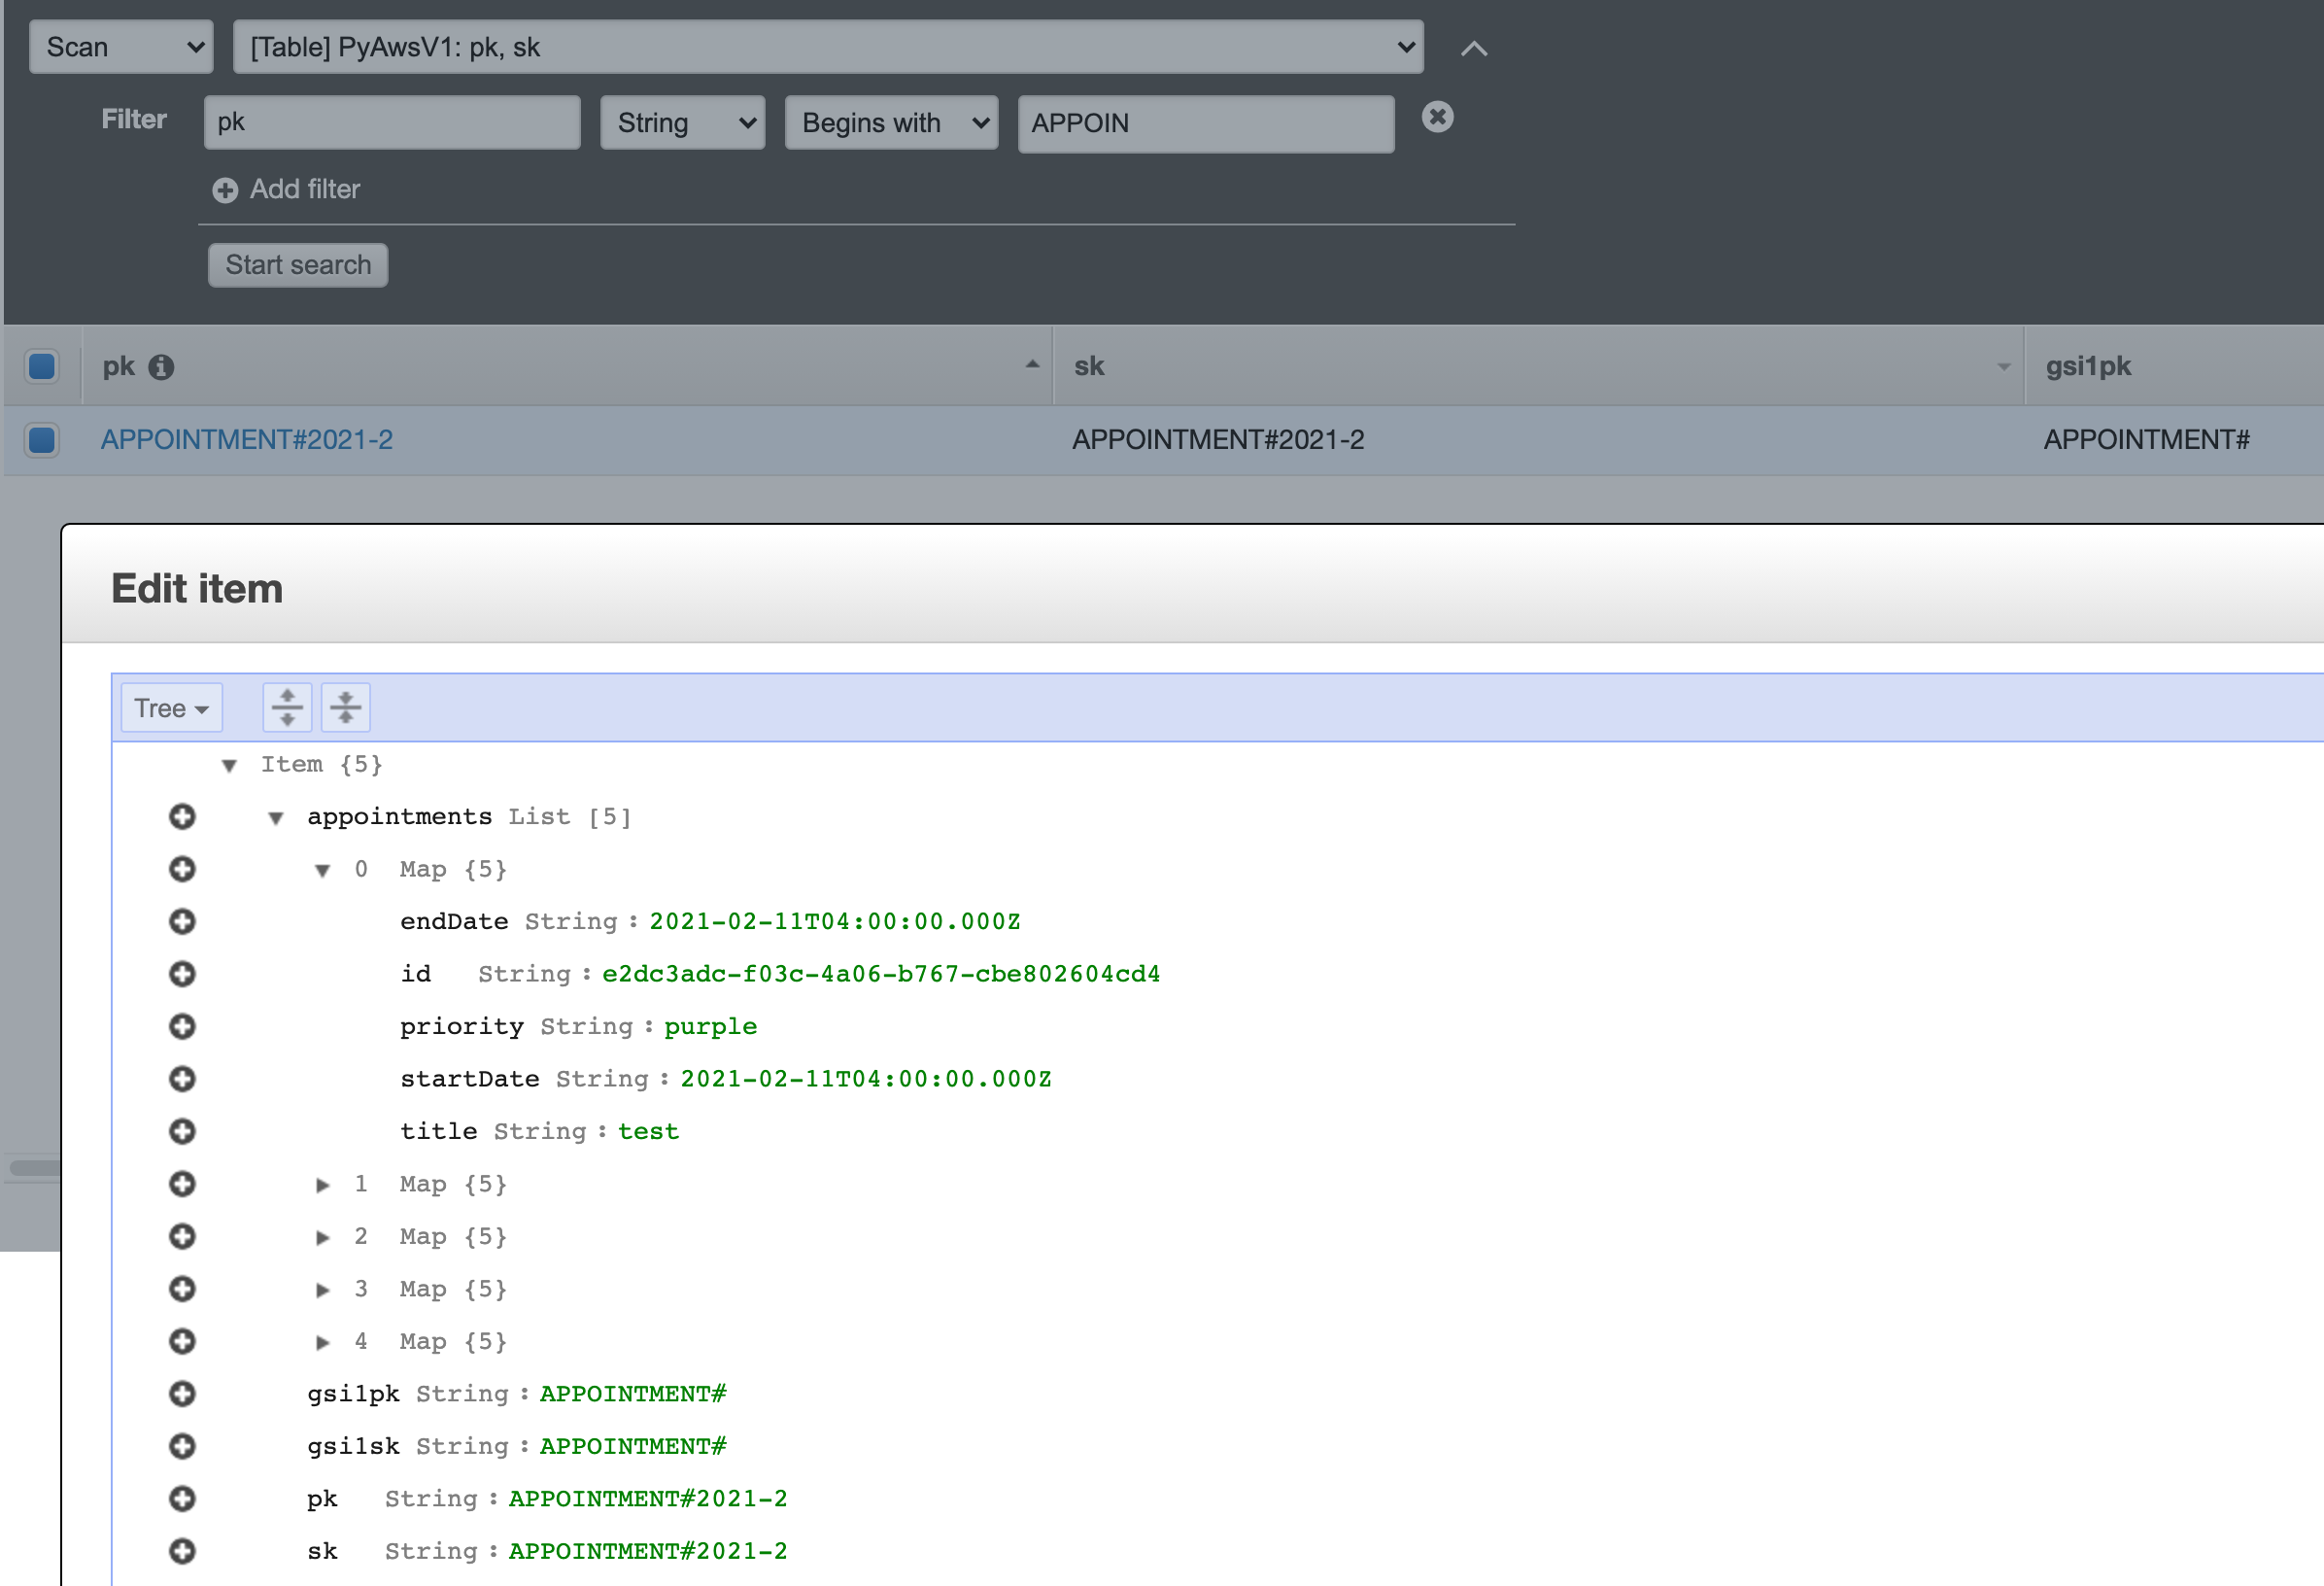 Scan [Table] PyAwsV1: pk, sk
Filter pk String Begins with APPOIN
Add filter
Start search
pk sk gsi1pk
APPOINTMENT#2021-2 APPOINTMENT#2021-2 APPOINTMENT#
Edit item
Tree
Item {5}
appointments List [5]
0 Map {5}
endDate String : 2021-02-11T04:00:00.000Z
id String : e2dc3adc-f03c-4a06-b767-cbe802604cd4
priority String : purple
startDate String : 2021-02-11T04:00:00.000Z
title String : test
1 Map {5}
2 Map {5}
3 Map {5}
4 Map {5}
gsi1pk String : APPOINTMENT#
gsi1sk String : APPOINTMENT#
pk String : APPOINTMENT#2021-2
sk String : APPOINTMENT#2021-2